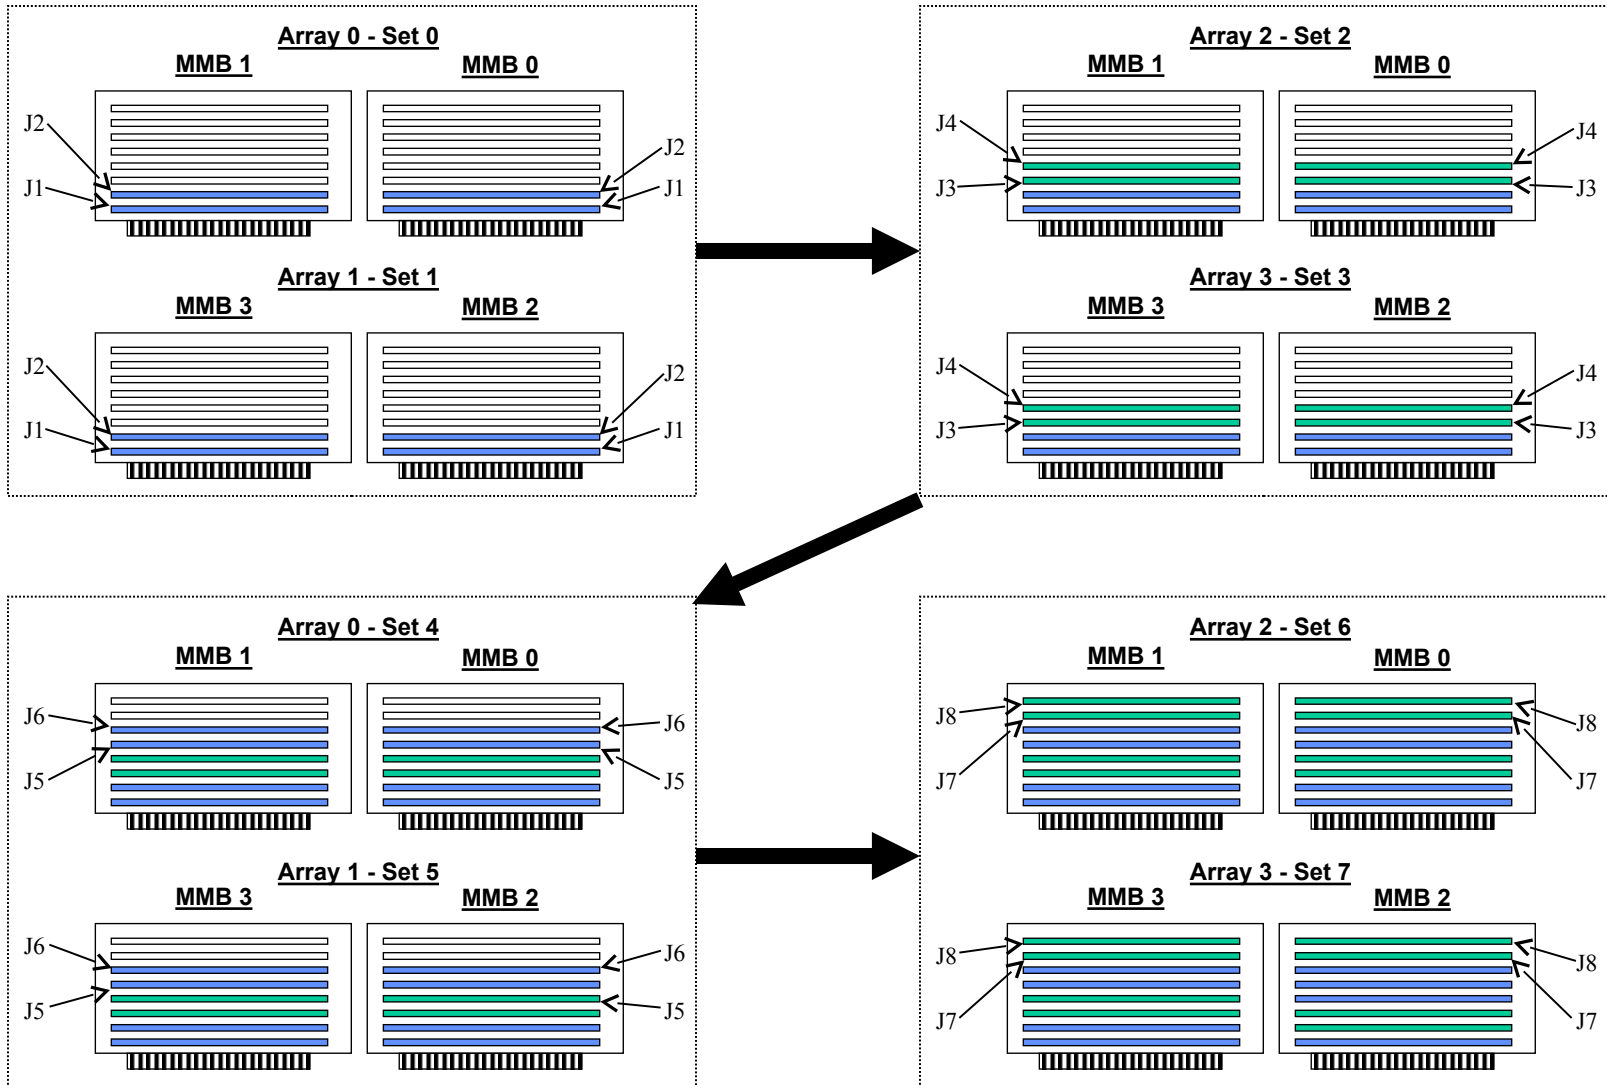 Array 0 - Set 0
MMB 1 MMB 0
J2 J2
J1 J1
Array 1 - Set 1
MMB 3 MMB 2
J2 J2
J1 J1
Array 2 - Set 2
MMB 1 MMB 0
J4 J4
J3 J3
Array 3 - Set 3
MMB 3 MMB 2
J4 J4
J3 J3
Array 0 - Set 4
MMB 1 MMB 0
J6 J6
J5 J5
Array 1 - Set 5
MMB 3 MMB 2
J6 J6
J5 J5
Array 2 - Set 6
MMB 1 MMB 0
J8 J8
J7 J7
Array 3 - Set 7
MMB 3 MMB 2
J8 J8
J7 J7